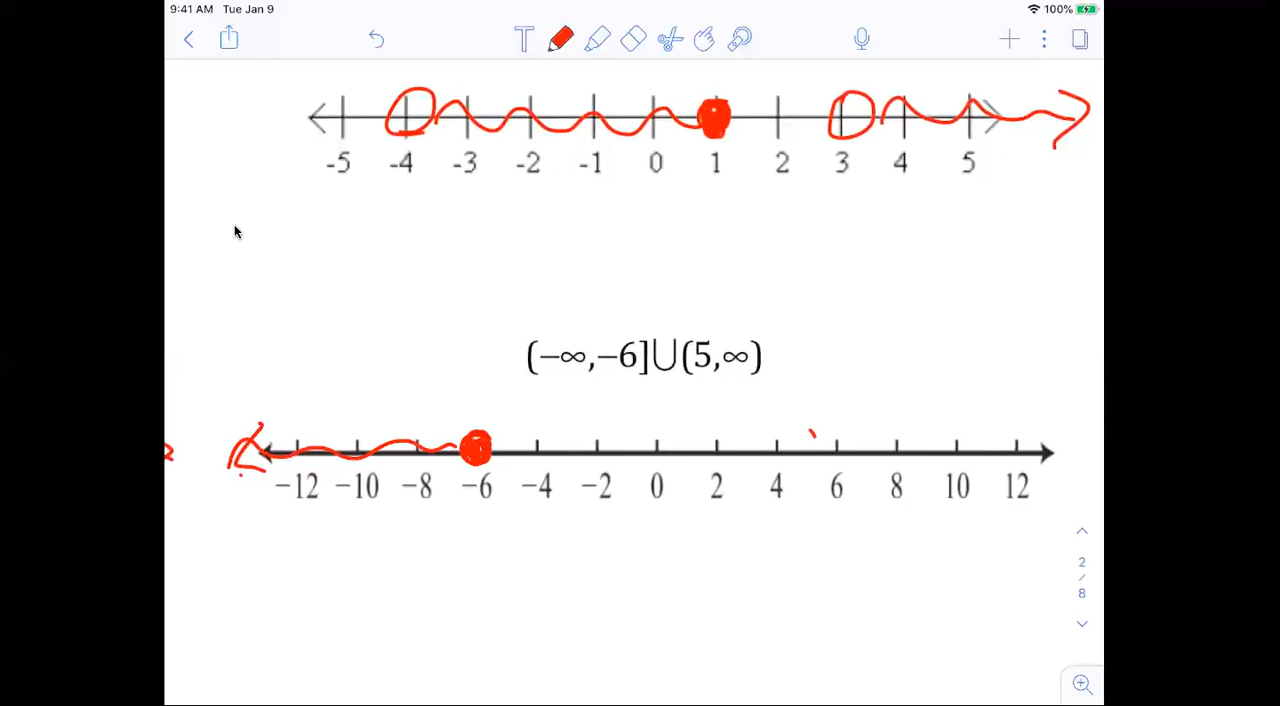 9:41 AM Tue Jan 9
100%
T
-5 -4 -3 -2 -1 0 1 2 3 4 5
(−∞,−6]∪(5,∞)
−12 −10 −8 −6 −4 −2 0 2 4 6 8 10 12
2
/
8